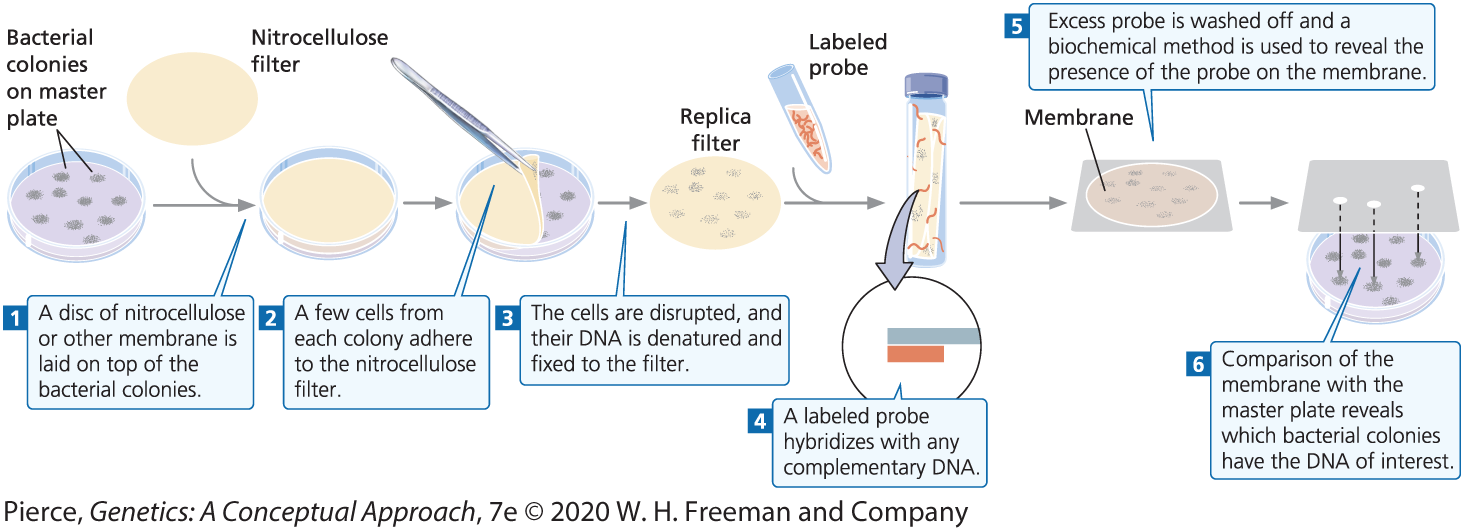 Bacterial
colonies
on master
plate
Nitrocellulose
filter
Replica
filter
Labeled
probe
Membrane
1 A disc of nitrocellulose
or other membrane is
laid on top of the
bacterial colonies.
2 A few cells from
each colony adhere
to the nitrocellulose
filter.
3 The cells are disrupted, and
their DNA is denatured and
fixed to the filter.
4 A labeled probe
hybridizes with any
complementary DNA.
5 Excess probe is washed off and a
biochemical method is used to reveal the
presence of the probe on the membrane.
6 Comparison of the
membrane with the
master plate reveals
which bacterial colonies
have the DNA of interest.
Pierce, Genetics: A Conceptual Approach, 7e © 2020 W. H. Freeman and Company